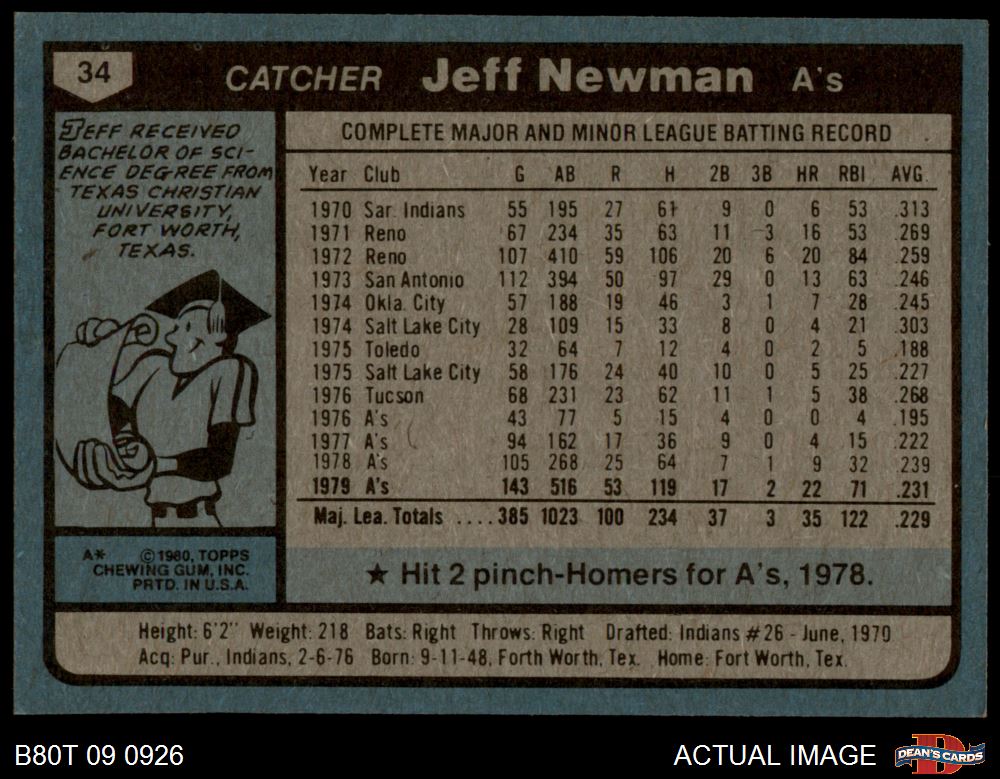 34 CATCHER Jeff Newman A's
JEFF RECEIVED
BACHELOR OF SCI-
ENCE DEGREE FROM
TEXAS CHRISTIAN
UNIVERSITY,
FORT WORTH,
TEXAS.
COMPLETE MAJOR AND MINOR LEAGUE BATTING RECORD
Year Club G AB R H 2B 3B HR RBI AVG.
1970 Sar. Indians 55 195 27 61 9 0 6 53 .313
1971 Reno 67 234 35 63 11 3 16 53 .269
1972 Reno 107 410 59 106 20 6 20 84 .259
1973 San Antonio 112 394 50 97 29 0 13 63 .246
1974 Okla. City 57 188 19 46 3 1 7 28 .245
1974 Salt Lake City 28 109 15 33 8 0 4 21 .303
1975 Toledo 32 64 7 12 4 0 2 5 .188
1975 Salt Lake City 58 176 24 40 10 0 5 25 .227
1976 Tucson 68 231 23 62 11 1 5 38 .268
1976 A's 43 77 5 15 4 0 0 4 .195
1977 A's 94 162 17 36 9 0 4 15 .222
1978 A's 105 268 25 64 7 1 9 32 .239
1979 A's 143 516 53 119 17 2 22 71 .231
Maj. Lea. Totals ....385 1023 100 234 37 3 35 122 .229
A* ©1980, TOPPS
CHEWING GUM, INC.
PRTD. IN U.S.A.
★ Hit 2 pinch-Homers for A's, 1978.
Height: 6'2" Weight: 218 Bats: Right Throws: Right Drafted: Indians #26 - June, 1970
Acq: Pur., Indians, 2-6-76 Born: 9-11-48, Forth Worth, Tex. Home: Fort Worth, Tex.
B80T 09 0926
ACTUAL IMAGE
DEAN'S CARDS